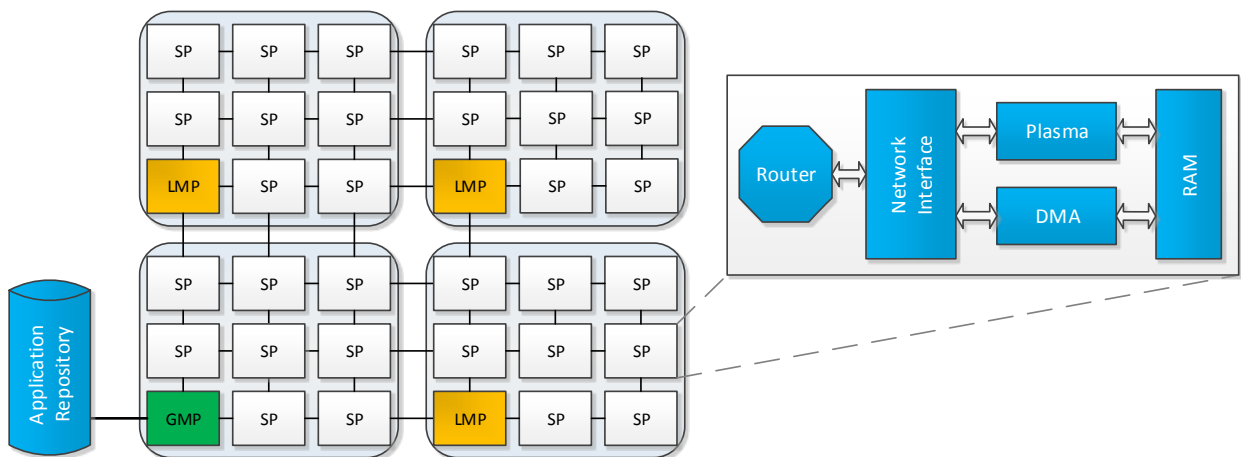 SP SP SP SP SP SP
SP SP SP SP SP SP
LMP SP SP LMP SP SP
SP SP SP SP SP SP
SP SP SP SP SP SP
GMP SP SP LMP SP SP
Application
Repository
Router
Network
Interface
Plasma
DMA
RAM